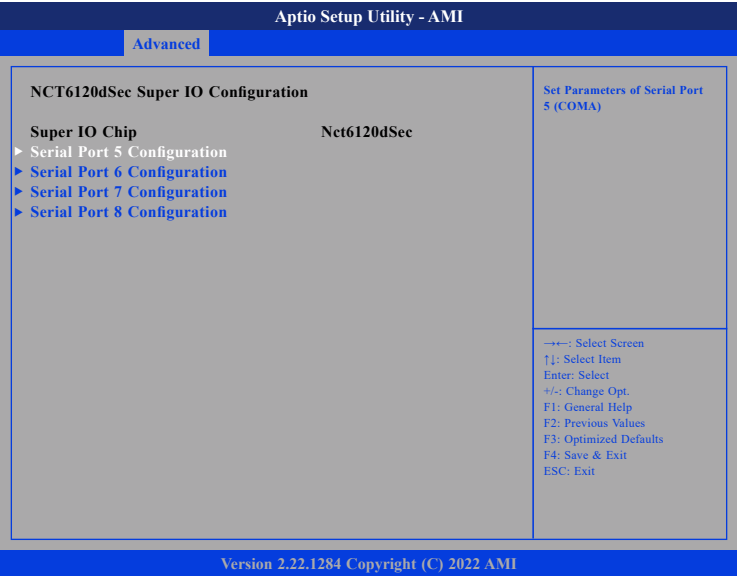 Aptio Setup Utility - AMI
Advanced
NCT6120dSec Super IO Configuration
Super IO Chip Nct6120dSec
► Serial Port 5 Configuration
► Serial Port 6 Configuration
► Serial Port 7 Configuration
► Serial Port 8 Configuration
Set Parameters of Serial Port
5 (COMA)
→←: Select Screen
↑↓: Select Item
Enter: Select
+/-: Change Opt.
F1: General Help
F2: Previous Values
F3: Optimized Defaults
F4: Save & Exit
ESC: Exit
Version 2.22.1284 Copyright (C) 2022 AMI